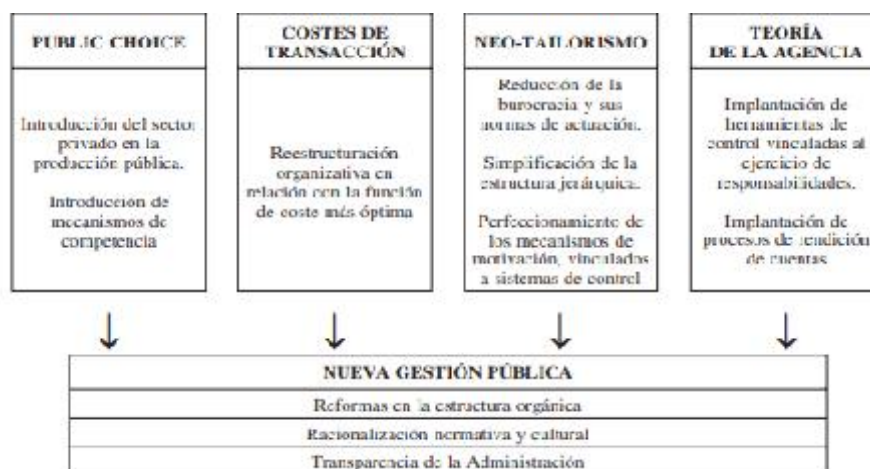 PUBLIC CHOICE
Introducción del sector
privado en la
producción pública.
Introducción de
mecanismos de
competencia
COSTES DE
TRANSACCIÓN
Reestructuración
organizativa en
relación con la función
de coste más óptima
NEO-TAILORISMO
Reducción de la
burocracia y sus
normas de actuación.
Simplificación de la
estructura jerárquica.
Perfeccionamiento de
los mecanismos de
motivación, vinculados
a sistemas de control
TEORÍA
DE LA AGENCIA
Implantación de
herramientas de
control vinculadas al
ejercicio de
responsabilidades.
Implantación de
procesos de rendición
de cuentas
NUEVA GESTIÓN PÚBLICA
Reformas en la estructura orgánica
Racionalización normativa y cultural
Transparencia de la Administración